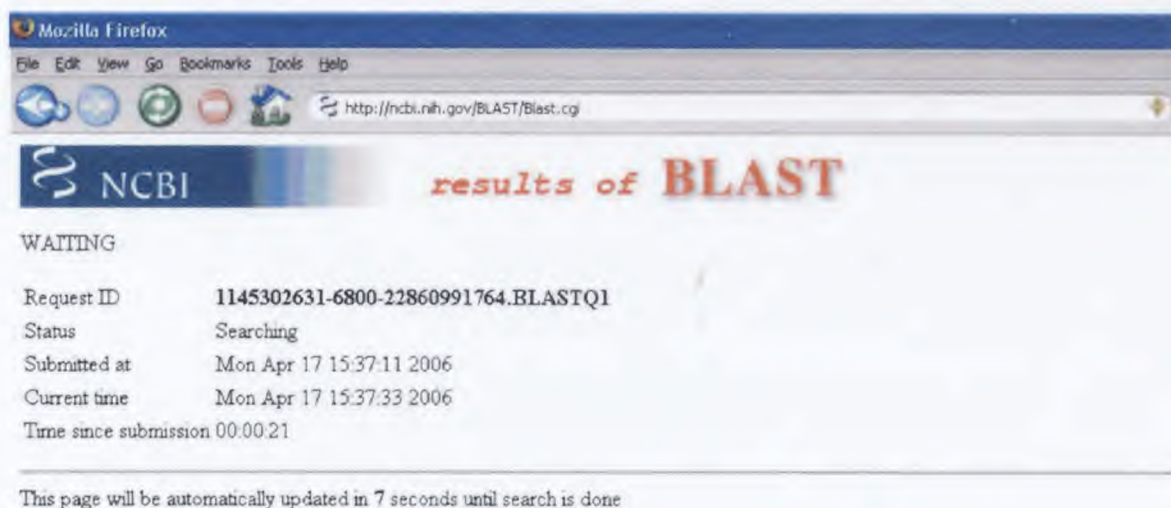 Mozilla Firefox
File Edit View Go Bookmarks Tools Help
http://ncbi.nih.gov/BLAST/Blast.cgi
NCBI results of BLAST
WAITING
Request ID 1145302631-6800-22860991764.BLASTQ1
Status Searching
Submitted at Mon Apr 17 15:37:11 2006
Current time Mon Apr 17 15:37:33 2006
Time since submission 00:00:21
This page will be automatically updated in 7 seconds until search is done